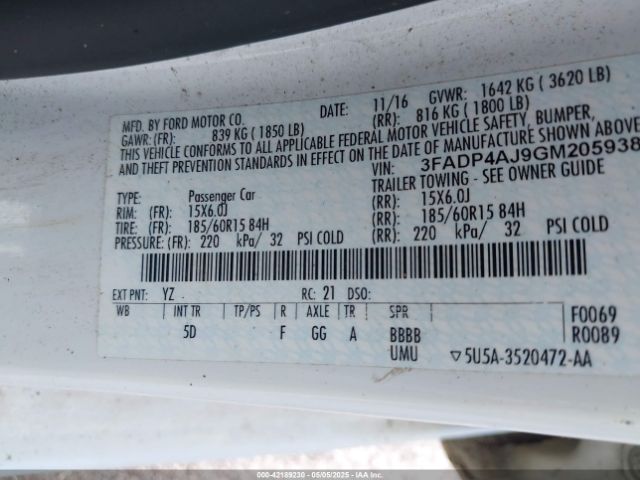 MFD. BY FORD MOTOR CO. DATE: 11/16 GVWR: 1642 KG ( 3620 LB)
GAWR: (FR): 839 KG ( 1850 LB) (RR): 816 KG ( 1800 LB)
THIS VEHICLE CONFORMS TO ALL APPLICABLE FEDERAL MOTOR VEHICLE SAFETY, BUMPER,
AND THEFT PREVENTION STANDARDS IN EFFECT ON THE DATE OF MANUFACTURE SHOWN ABOVE
VIN: 3FADP4AJ9GM205938
TYPE: Passenger Car TRAILER TOWING - SEE OWNER GUIDE
RIM: (FR): 15X6.0J (RR): 15X6.0J
TIRE: (FR): 185/60R15 84H (RR): 185/60R15 84H
PRESSURE: (FR): 220 kPa/ 32 PSI COLD (RR): 220 kPa/ 32 PSI COLD
EXT PNT: YZ RC: 21 DSO:
WB INT TR TP/PS R AXLE TR SPR F0069
5D F GG A BBBB R0089
UMU ▽5U5A-3520472-AA
000-42189230 - 05/05/2025 - IAAI Inc. Copyright